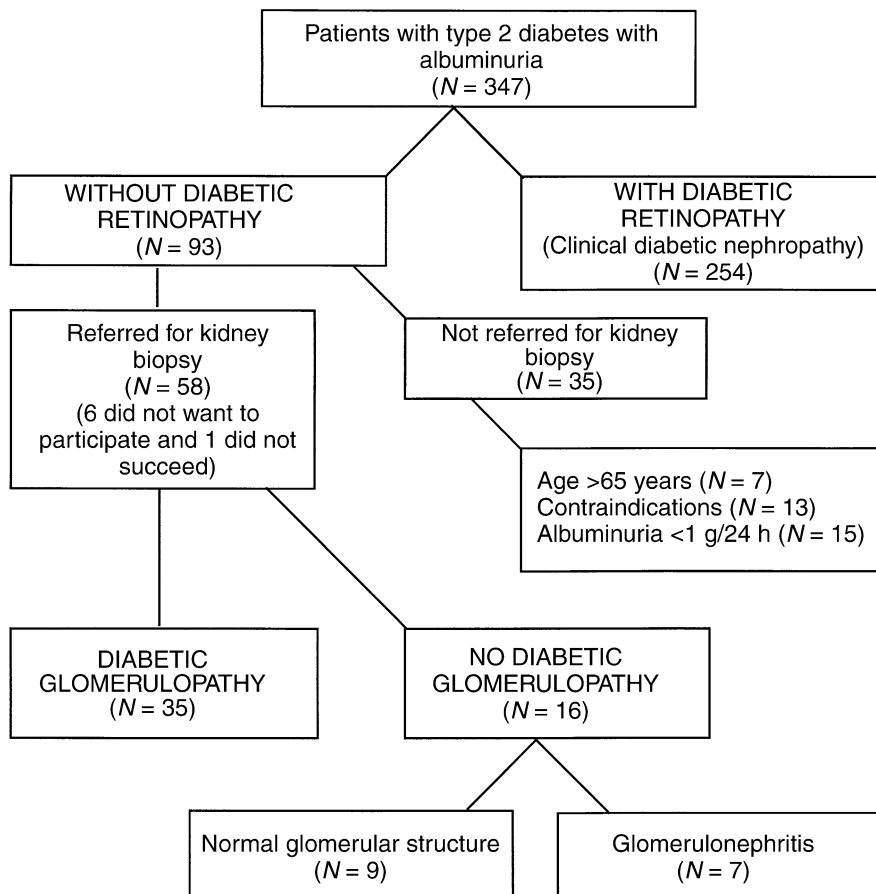 Patients with type 2 diabetes with
albuminuria
(N = 347)
WITHOUT DIABETIC
RETINOPATHY
(N = 93)
WITH DIABETIC
RETINOPATHY
(Clinical diabetic nephropathy)
(N = 254)
Referred for kidney
biopsy
(N = 58)
(6 did not want to
participate and 1 did not
succeed)
Not referred for kidney
biopsy
(N = 35)
Age >65 years (N = 7)
Contraindications (N = 13)
Albuminuria <1 g/24 h (N = 15)
DIABETIC
GLOMERULOPATHY
(N = 35)
NO DIABETIC
GLOMERULOPATHY
(N = 16)
Normal glomerular structure
(N = 9)
Glomerulonephritis
(N = 7)